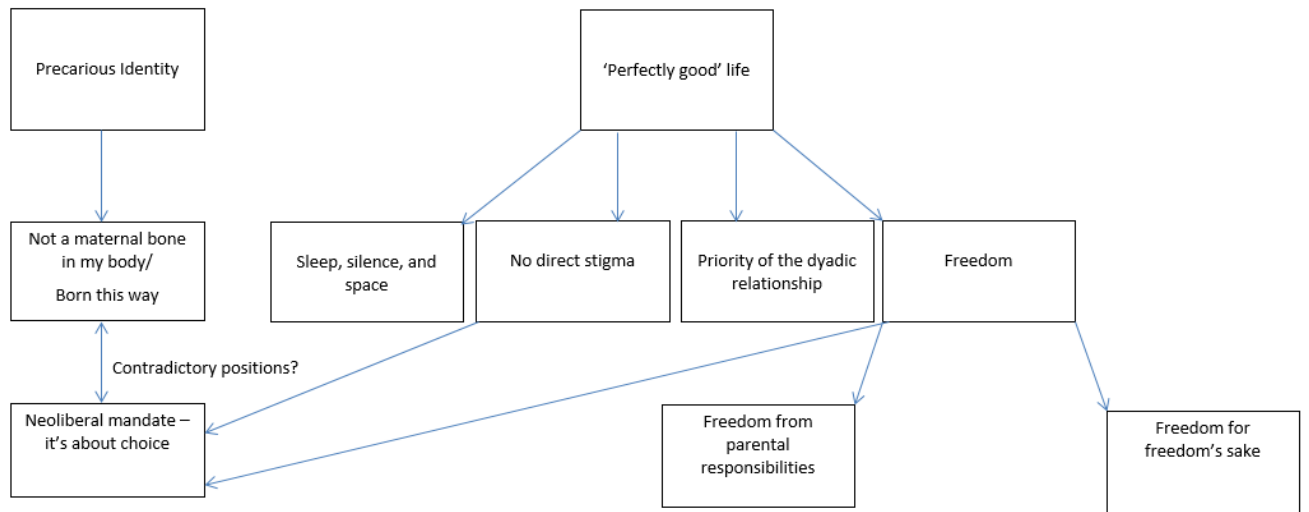 Precarious Identity
‘Perfectly good’ life
Not a maternal bone
in my body/
Born this way
Sleep, silence, and
space
No direct stigma
Priority of the dyadic
relationship
Freedom
Contradictory positions?
Neoliberal mandate –
it’s about choice
Freedom from
parental
responsibilities
Freedom for
freedom’s sake